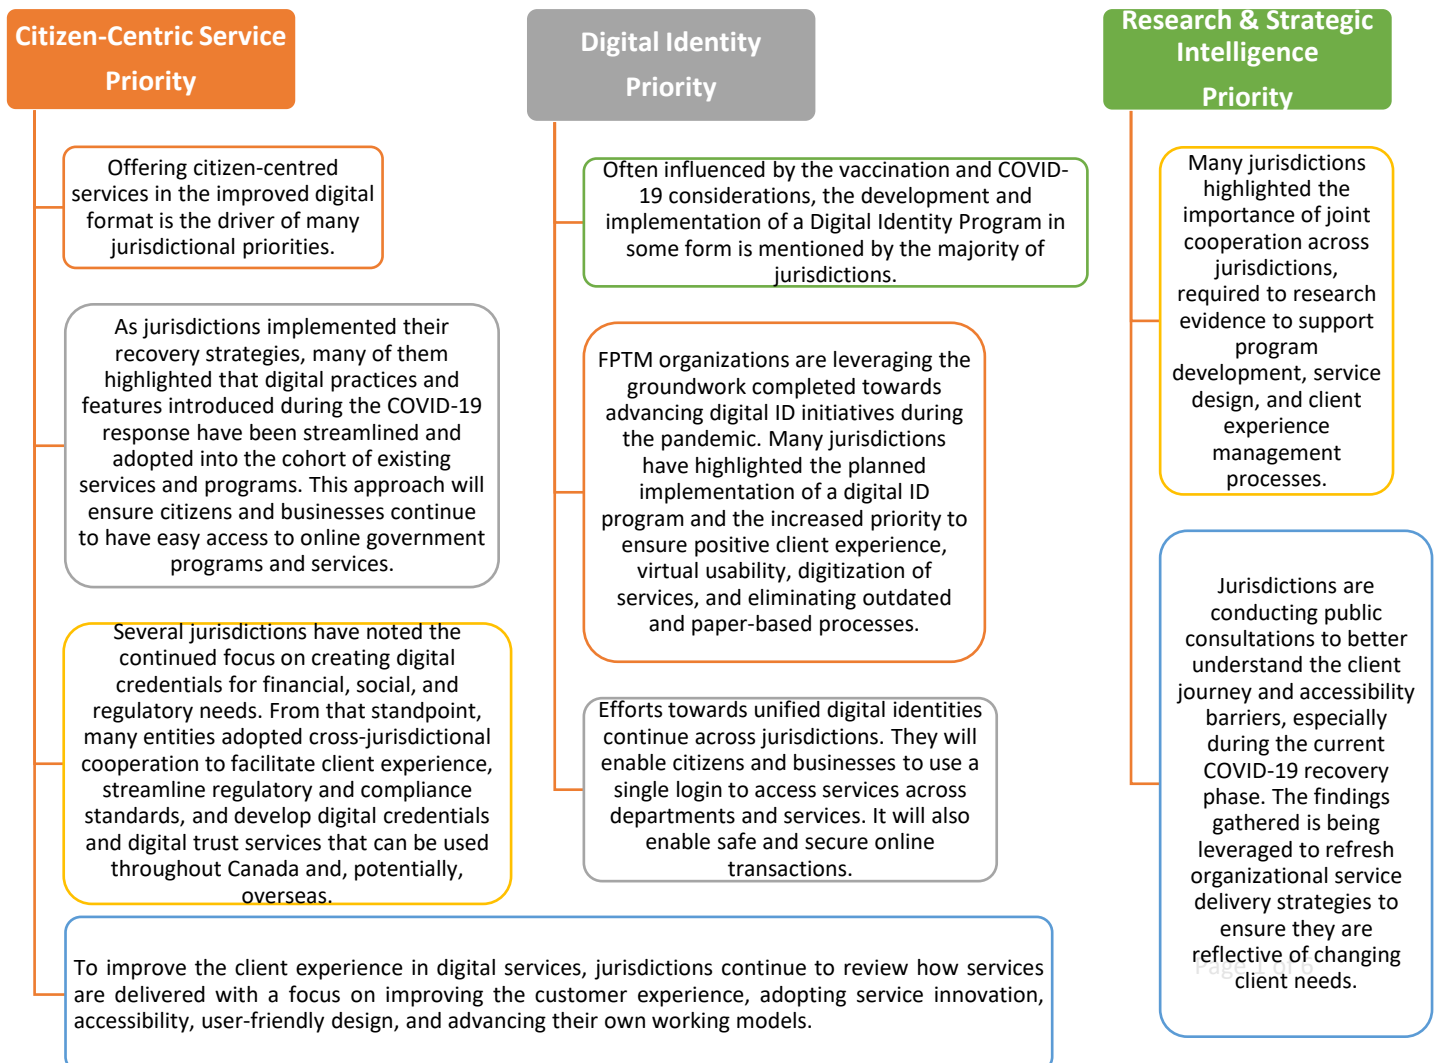 Citizen-Centric Service
Priority
Offering citizen-centred
services in the improved digital
format is the driver of many
jurisdictional priorities.
As jurisdictions implemented their
recovery strategies, many of them
highlighted that digital practices and
features introduced during the COVID-19
response have been streamlined and
adopted into the cohort of existing
services and programs. This approach will
ensure citizens and businesses continue
to have easy access to online government
programs and services.
Several jurisdictions have noted the
continued focus on creating digital
credentials for financial, social, and
regulatory needs. From that standpoint,
many entities adopted cross-jurisdictional
cooperation to facilitate client experience,
streamline regulatory and compliance
standards, and develop digital credentials
and digital trust services that can be used
throughout Canada and, potentially,
overseas.
To improve the client experience in digital services, jurisdictions continue to review how services
are delivered with a focus on improving the customer experience, adopting service innovation,
accessibility, user-friendly design, and advancing their own working models.
Digital Identity
Priority
Often influenced by the vaccination and COVID-
19 considerations, the development and
implementation of a Digital Identity Program in
some form is mentioned by the majority of
jurisdictions.
FPTM organizations are leveraging the
groundwork completed towards
advancing digital ID initiatives during
the pandemic. Many jurisdictions
have highlighted the planned
implementation of a digital ID
program and the increased priority to
ensure positive client experience,
virtual usability, digitization of
services, and eliminating outdated
and paper-based processes.
Efforts towards unified digital identities
continue across jurisdictions. They will
enable citizens and businesses to use a
single login to access services across
departments and services. It will also
enable safe and secure online
transactions.
Research & Strategic
Intelligence
Priority
Many jurisdictions
highlighted the
importance of joint
cooperation across
jurisdictions,
required to research
evidence to support
program
development, service
design, and client
experience
management
processes.
Jurisdictions are
conducting public
consultations to better
understand the client
journey and accessibility
barriers, especially
during the current
COVID-19 recovery
phase. The findings
gathered is being
leveraged to refresh
organizational service
delivery strategies to
ensure they are
reflective of changing
client needs.
Page 1 of 6